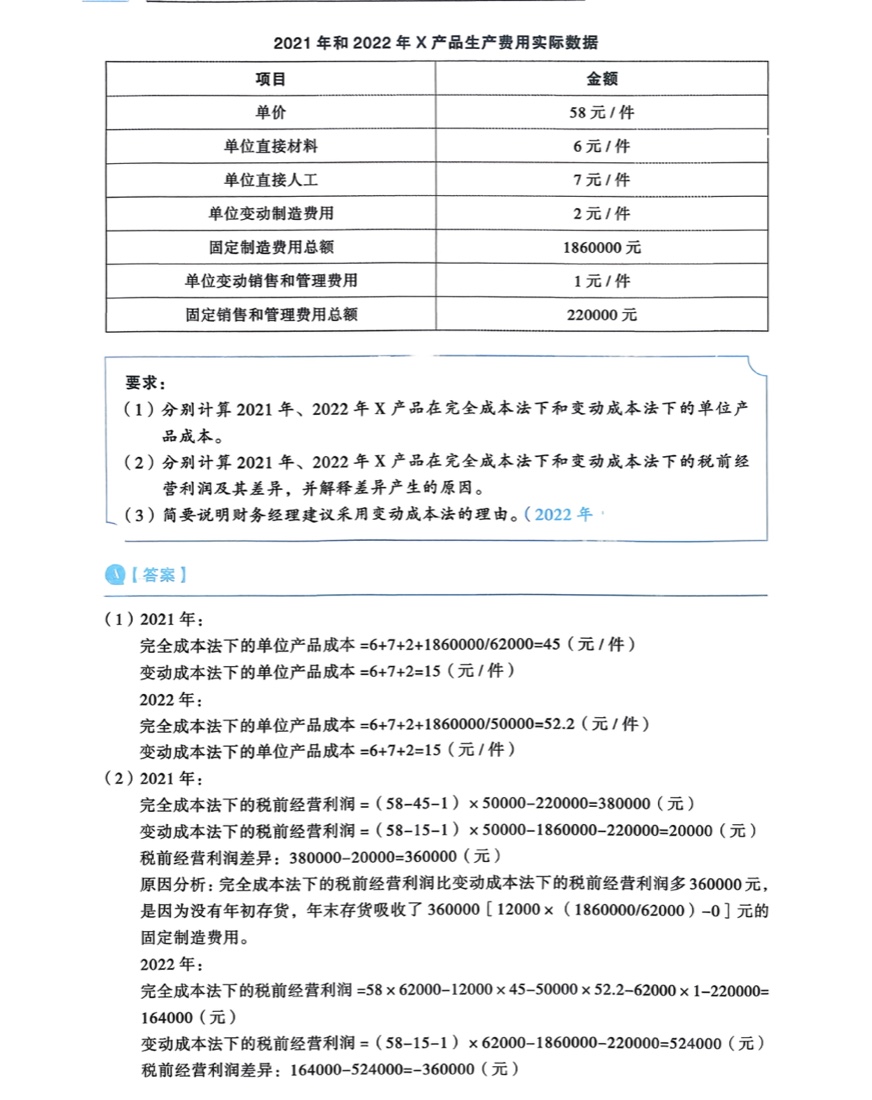 2021 年和 2022 年 X 产品生产费用实际数据
项目 金额
单价 58 元 / 件
单位直接材料 6 元 / 件
单位直接人工 7 元 / 件
单位变动制造费用 2 元 / 件
固定制造费用总额 1860000 元
单位变动销售和管理费用 1 元 / 件
固定销售和管理费用总额 220000 元
要求：
（1）分别计算 2021 年、2022 年 X 产品在完全成本法下和变动成本法下的单位产
品成本。
（2）分别计算 2021 年、2022 年 X 产品在完全成本法下和变动成本法下的税前经
营利润及其差异，并解释差异产生的原因。
（3）简要说明财务经理建议采用变动成本法的理由。（2022 年
【答案】
（1）2021 年：
完全成本法下的单位产品成本 =6+7+2+1860000/62000=45（元 / 件）
变动成本法下的单位产品成本 =6+7+2=15（元 / 件）
2022 年：
完全成本法下的单位产品成本 =6+7+2+1860000/50000=52.2（元 / 件）
变动成本法下的单位产品成本 =6+7+2=15（元 / 件）
（2）2021 年：
完全成本法下的税前经营利润 =（58-45-1）×50000-220000=380000（元）
变动成本法下的税前经营利润 =（58-15-1）×50000-1860000-220000=20000（元）
税前经营利润差异：380000-20000=360000（元）
原因分析：完全成本法下的税前经营利润比变动成本法下的税前经营利润多 360000 元，
是因为没有年初存货，年末存货吸收了 360000［12000×（1860000/62000）-0］元的
固定制造费用。
2022 年：
完全成本法下的税前经营利润 =58×62000-12000×45-50000×52.2-62000×1-220000=
164000（元）
变动成本法下的税前经营利润 =（58-15-1）×62000-1860000-220000=524000（元）
税前经营利润差异：164000-524000=-360000（元）